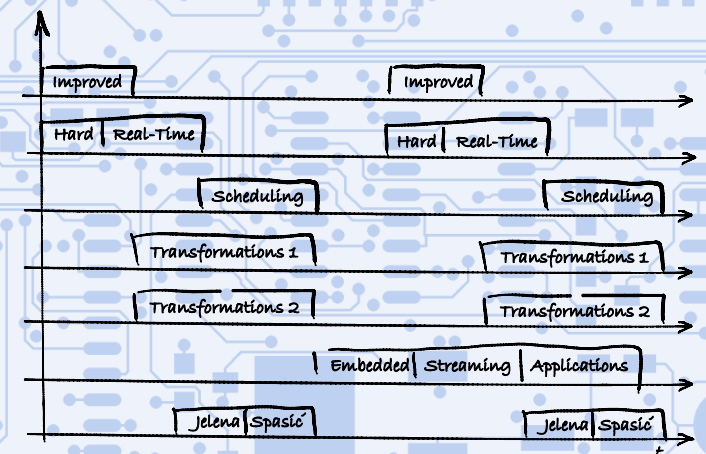 Improved Improved
Hard Real-Time Hard Real-Time
Scheduling Scheduling
Transformations 1 Transformations 1
Transformations 2 Transformations 2
Embedded Streaming Applications
Jelena Spasić Jelena Spasić
t